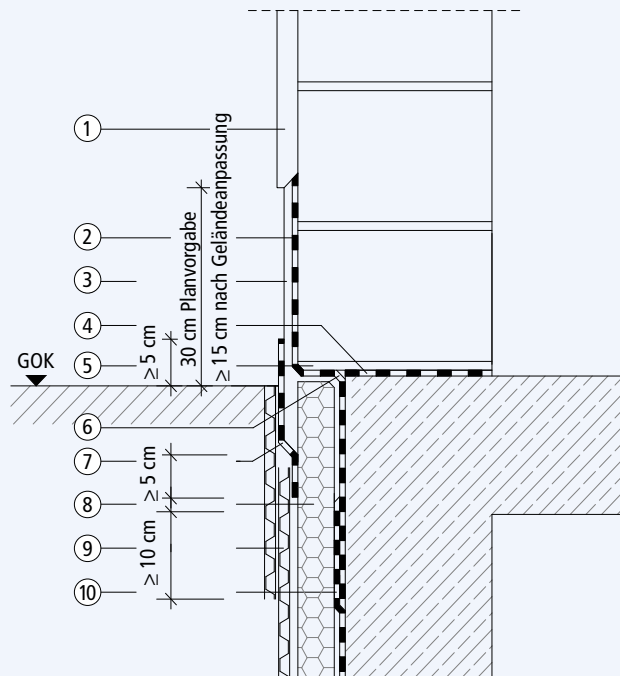 1
2
3
4
5
6
7
8
9
10
GOK
≥ 5 cm
30 cm Planvorgabe
≥ 15 cm nach Geländeanpassung
≥ 5 cm
≥ 10 cm